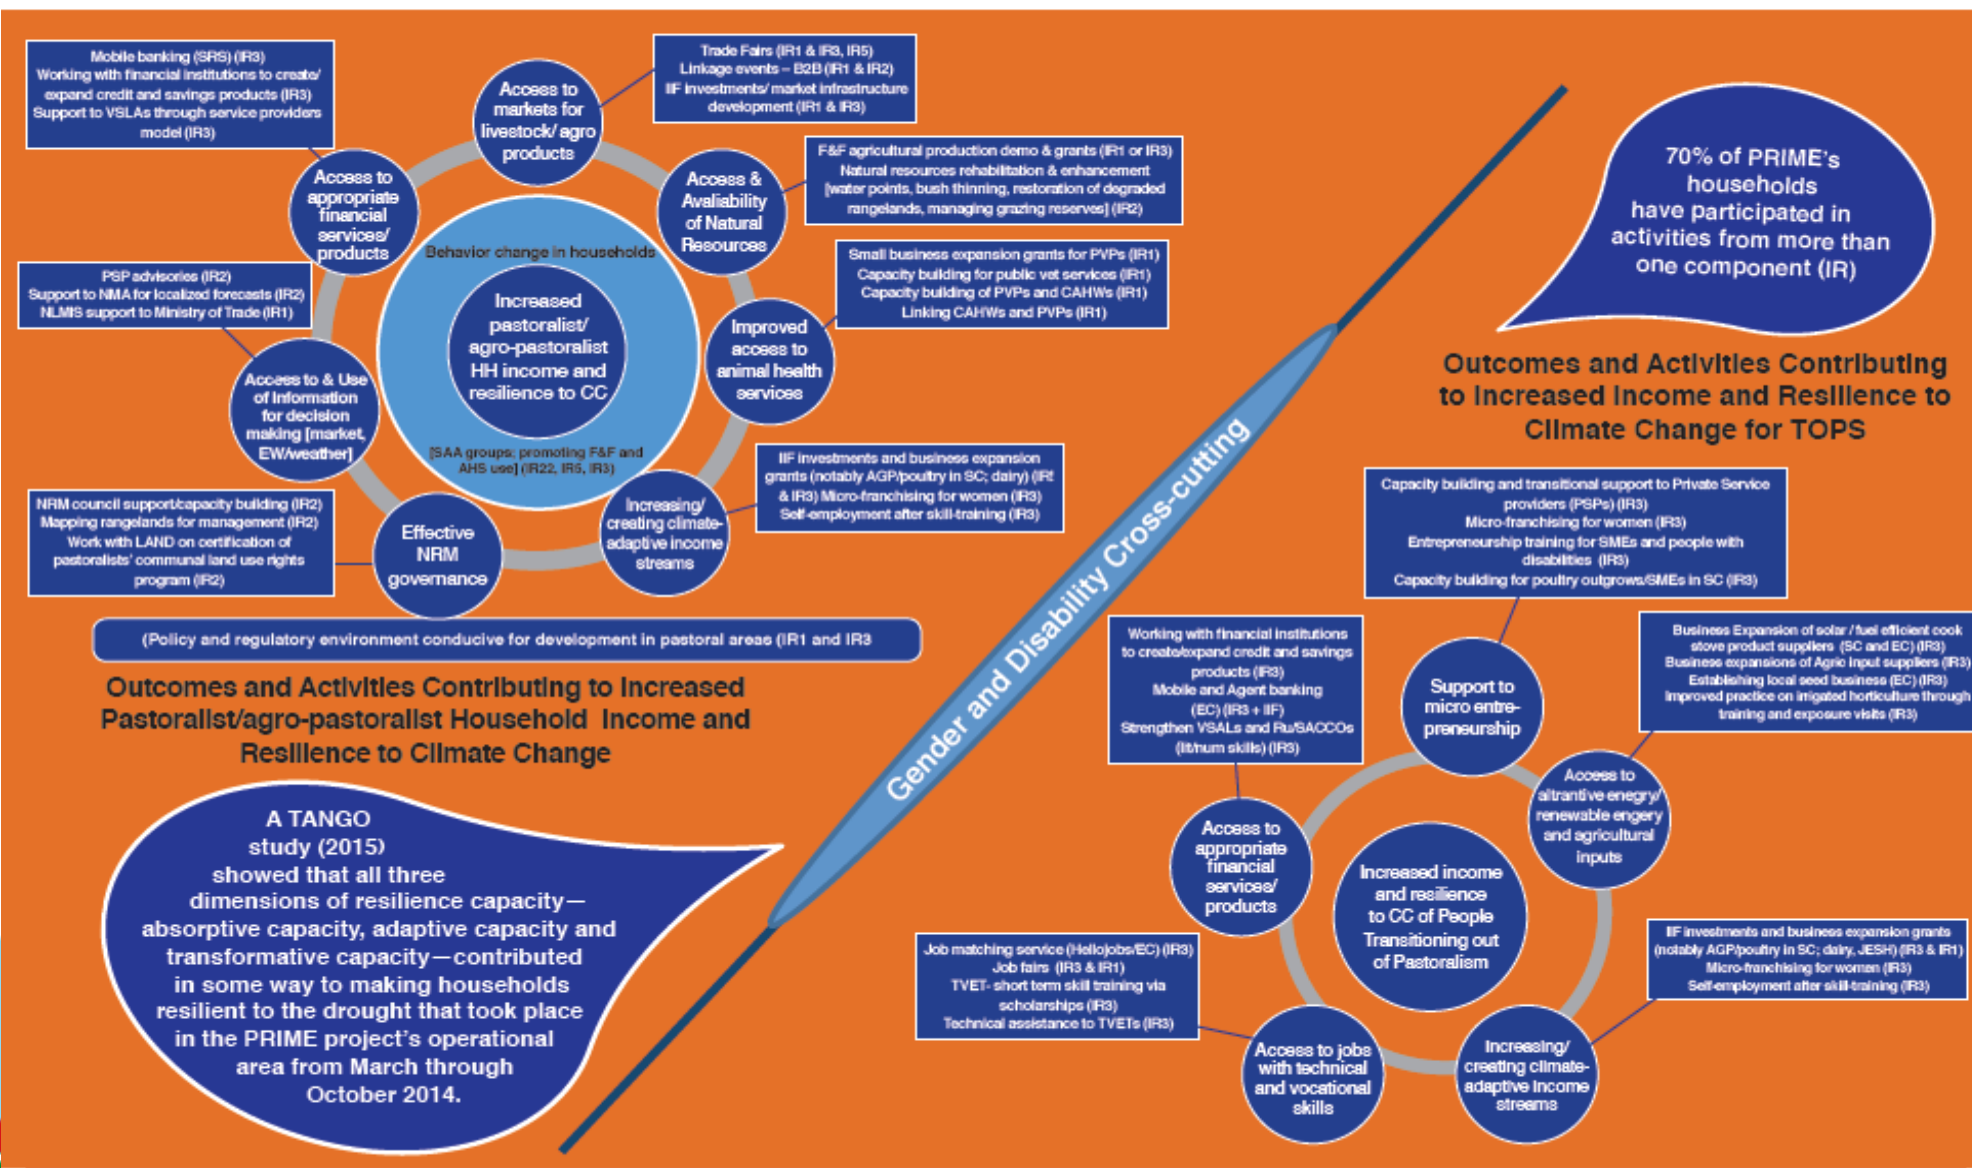 Mobile banking (SRS) (IR3)
Working with financial institutions to create/
expand credit and savings products (IR3)
Support to VSLAs through service providers
model (IR3)
Access to
markets for
livestock/ agro
products
Trade Fairs (IR1 & IR3, IR5)
Linkage events – B2B (IR1 & IR2)
IIF investments/ market infrastructure
development (IR1 & IR3)
Access to
appropriate
financial
services/
products
Access &
Avaliability
of Natural
Resources
F&F agricultural production demo & grants (IR1 or IR3)
Natural resources rehabilitation & enhancement
[water points, bush thinning, restoration of degraded
rangelands, managing grazing reserves] (IR2)
Behavior change in households
Increased
pastoralist/
agro-pastoralist
HH income and
resilience to CC
[SAA groups; promoting F&F and
AHS use] (IR22, IR5, IR3)
PSP advisories (IR2)
Support to NMA for localized forecasts (IR2)
NLMIS support to Ministry of Trade (IR1)
Small business expansion grants for PVPs (IR1)
Capacity building for public vet services (IR1)
Capacity building of PVPs and CAHWs (IR1)
Linking CAHWs and PVPs (IR1)
Improved
access to
animal health
services
Access to & Use
of Information
for decision
making [market,
EW/weather]
IIF investments and business expansion
grants (notably AGP/poultry in SC; dairy) (IR!
& IR3) Micro-franchising for women (IR3)
Self-employment after skill-training (IR3)
Increasing/
creating climate-
adaptive income
streams
NRM council support/capacity building (IR2)
Mapping rangelands for management (IR2)
Work with LAND on certification of
pastoralists' communal land use rights
program (IR2)
Effective
NRM
governance
(Policy and regulatory environment conducive for development in pastoral areas (IR1 and IR3
Outcomes and Activities Contributing to Increased
Pastoralist/agro-pastoralist Household Income and
Resilience to Climate Change
A TANGO
study (2015)
showed that all three
dimensions of resilience capacity—
absorptive capacity, adaptive capacity and
transformative capacity—contributed
in some way to making households
resilient to the drought that took place
in the PRIME project's operational
area from March through
October 2014.
Gender and Disability Cross-cutting
70% of PRIME's
households
have participated in
activities from more than
one component (IR)
Outcomes and Activities Contributing
to Increased Income and Resilience to
Climate Change for TOPS
Capacity building and transitional support to Private Service
providers (PSPs) (IR3)
Micro-franchising for women (IR3)
Entrepreneurship training for SMEs and people with
disabilities (IR3)
Capacity building for poultry outgrows/SMEs in SC (IR3)
Working with financial institutions
to create/expand credit and savings
products (IR3)
Mobile and Agent banking
(EC) (IR3 + IIF)
Strengthen VSALs and Ru/SACCOs
(lit/num skills) (IR3)
Support to
micro entre-
preneurship
Business Expansion of solar / fuel efficient cook
stove product suppliers (SC and EC) (IR3)
Business expansions of Agric input suppliers (IR3)
Establishing local seed business (EC) (IR3)
Improved practice on irrigated horticulture through
training and exposure visits (IR3)
Access to
altrantive enegry/
renewable engery
and agricultural
inputs
Access to
appropriate
financial
services/
products
Increased income
and resilience
to CC of People
Transitioning out
of Pastoralism
Job matching service (Hellojobs/EC) (IR3)
Job fairs (IR3 & IR1)
TVET- short term skill training via
scholarships (IR3)
Technical assistance to TVETs (IR3)
IIF investments and business expansion grants
(notably AGP/poultry in SC; dairy, JESH) (IR3 & IR1)
Micro-franchising for women (IR3)
Self-employment after skill-training (IR3)
Access to jobs
with technical
and vocational
skills
Increasing/
creating climate-
adaptive income
streams